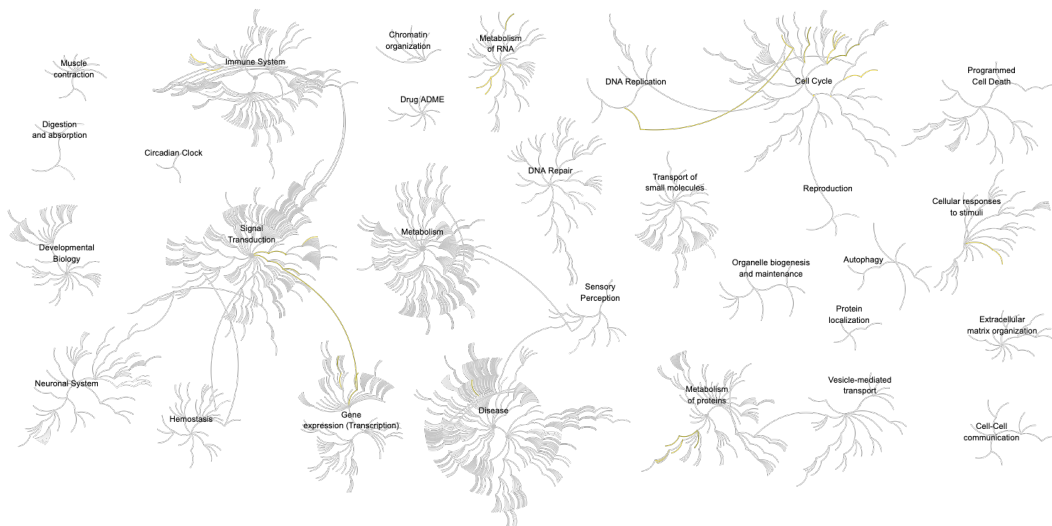 Muscle
contraction
Immune System
Chromatin
organization
Metabolism
of RNA
DNA Replication
Cell Cycle
Programmed
Cell Death
Drug ADME
Digestion
and absorption
Circadian Clock
DNA Repair
Transport of
small molecules
Reproduction
Cellular responses
to stimuli
Developmental
Biology
Signal
Transduction
Metabolism
Organelle biogenesis
and maintenance
Autophagy
Sensory
Perception
Protein
localization
Extracellular
matrix organization
Neuronal System
Hemostasis
Gene
expression (Transcription)
Disease
Metabolism
of proteins
Vesicle-mediated
transport
Cell-Cell
communication